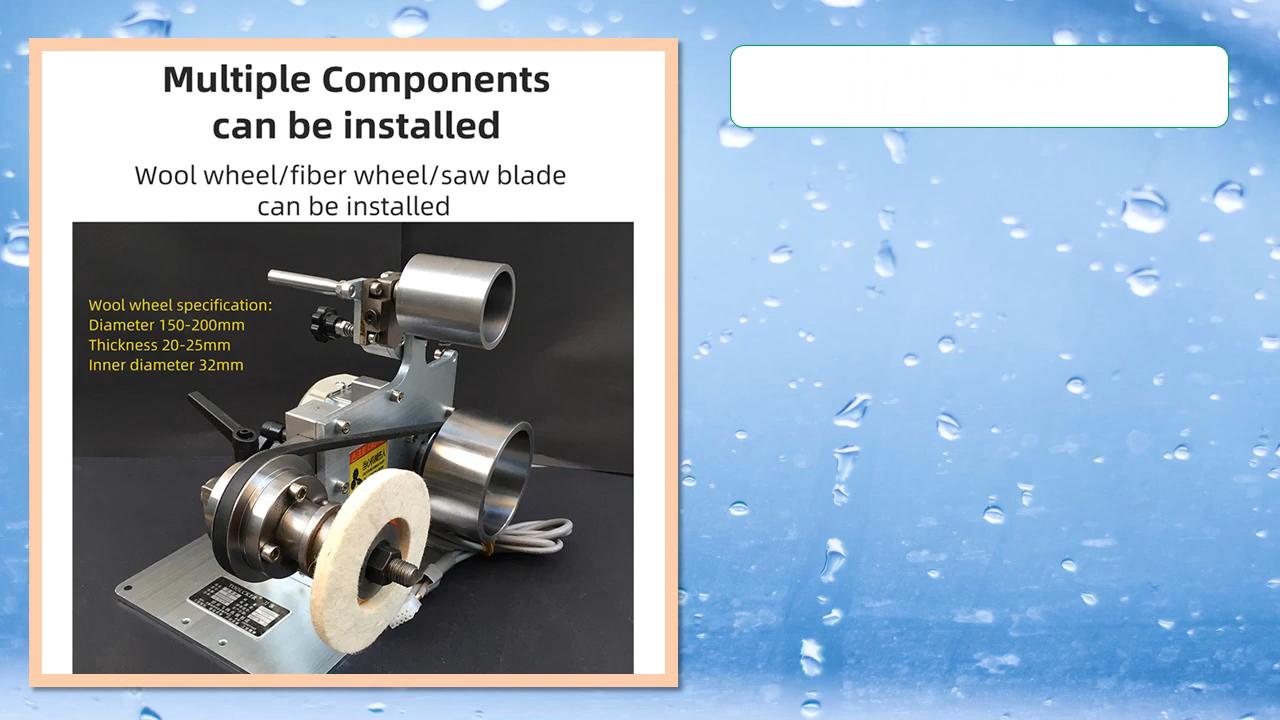 Multiple Components
can be installed
Wool wheel/fiber wheel/saw blade
can be installed
Wool wheel specification:
Diameter 150-200mm
Thickness 20-25mm
Inner diameter 32mm